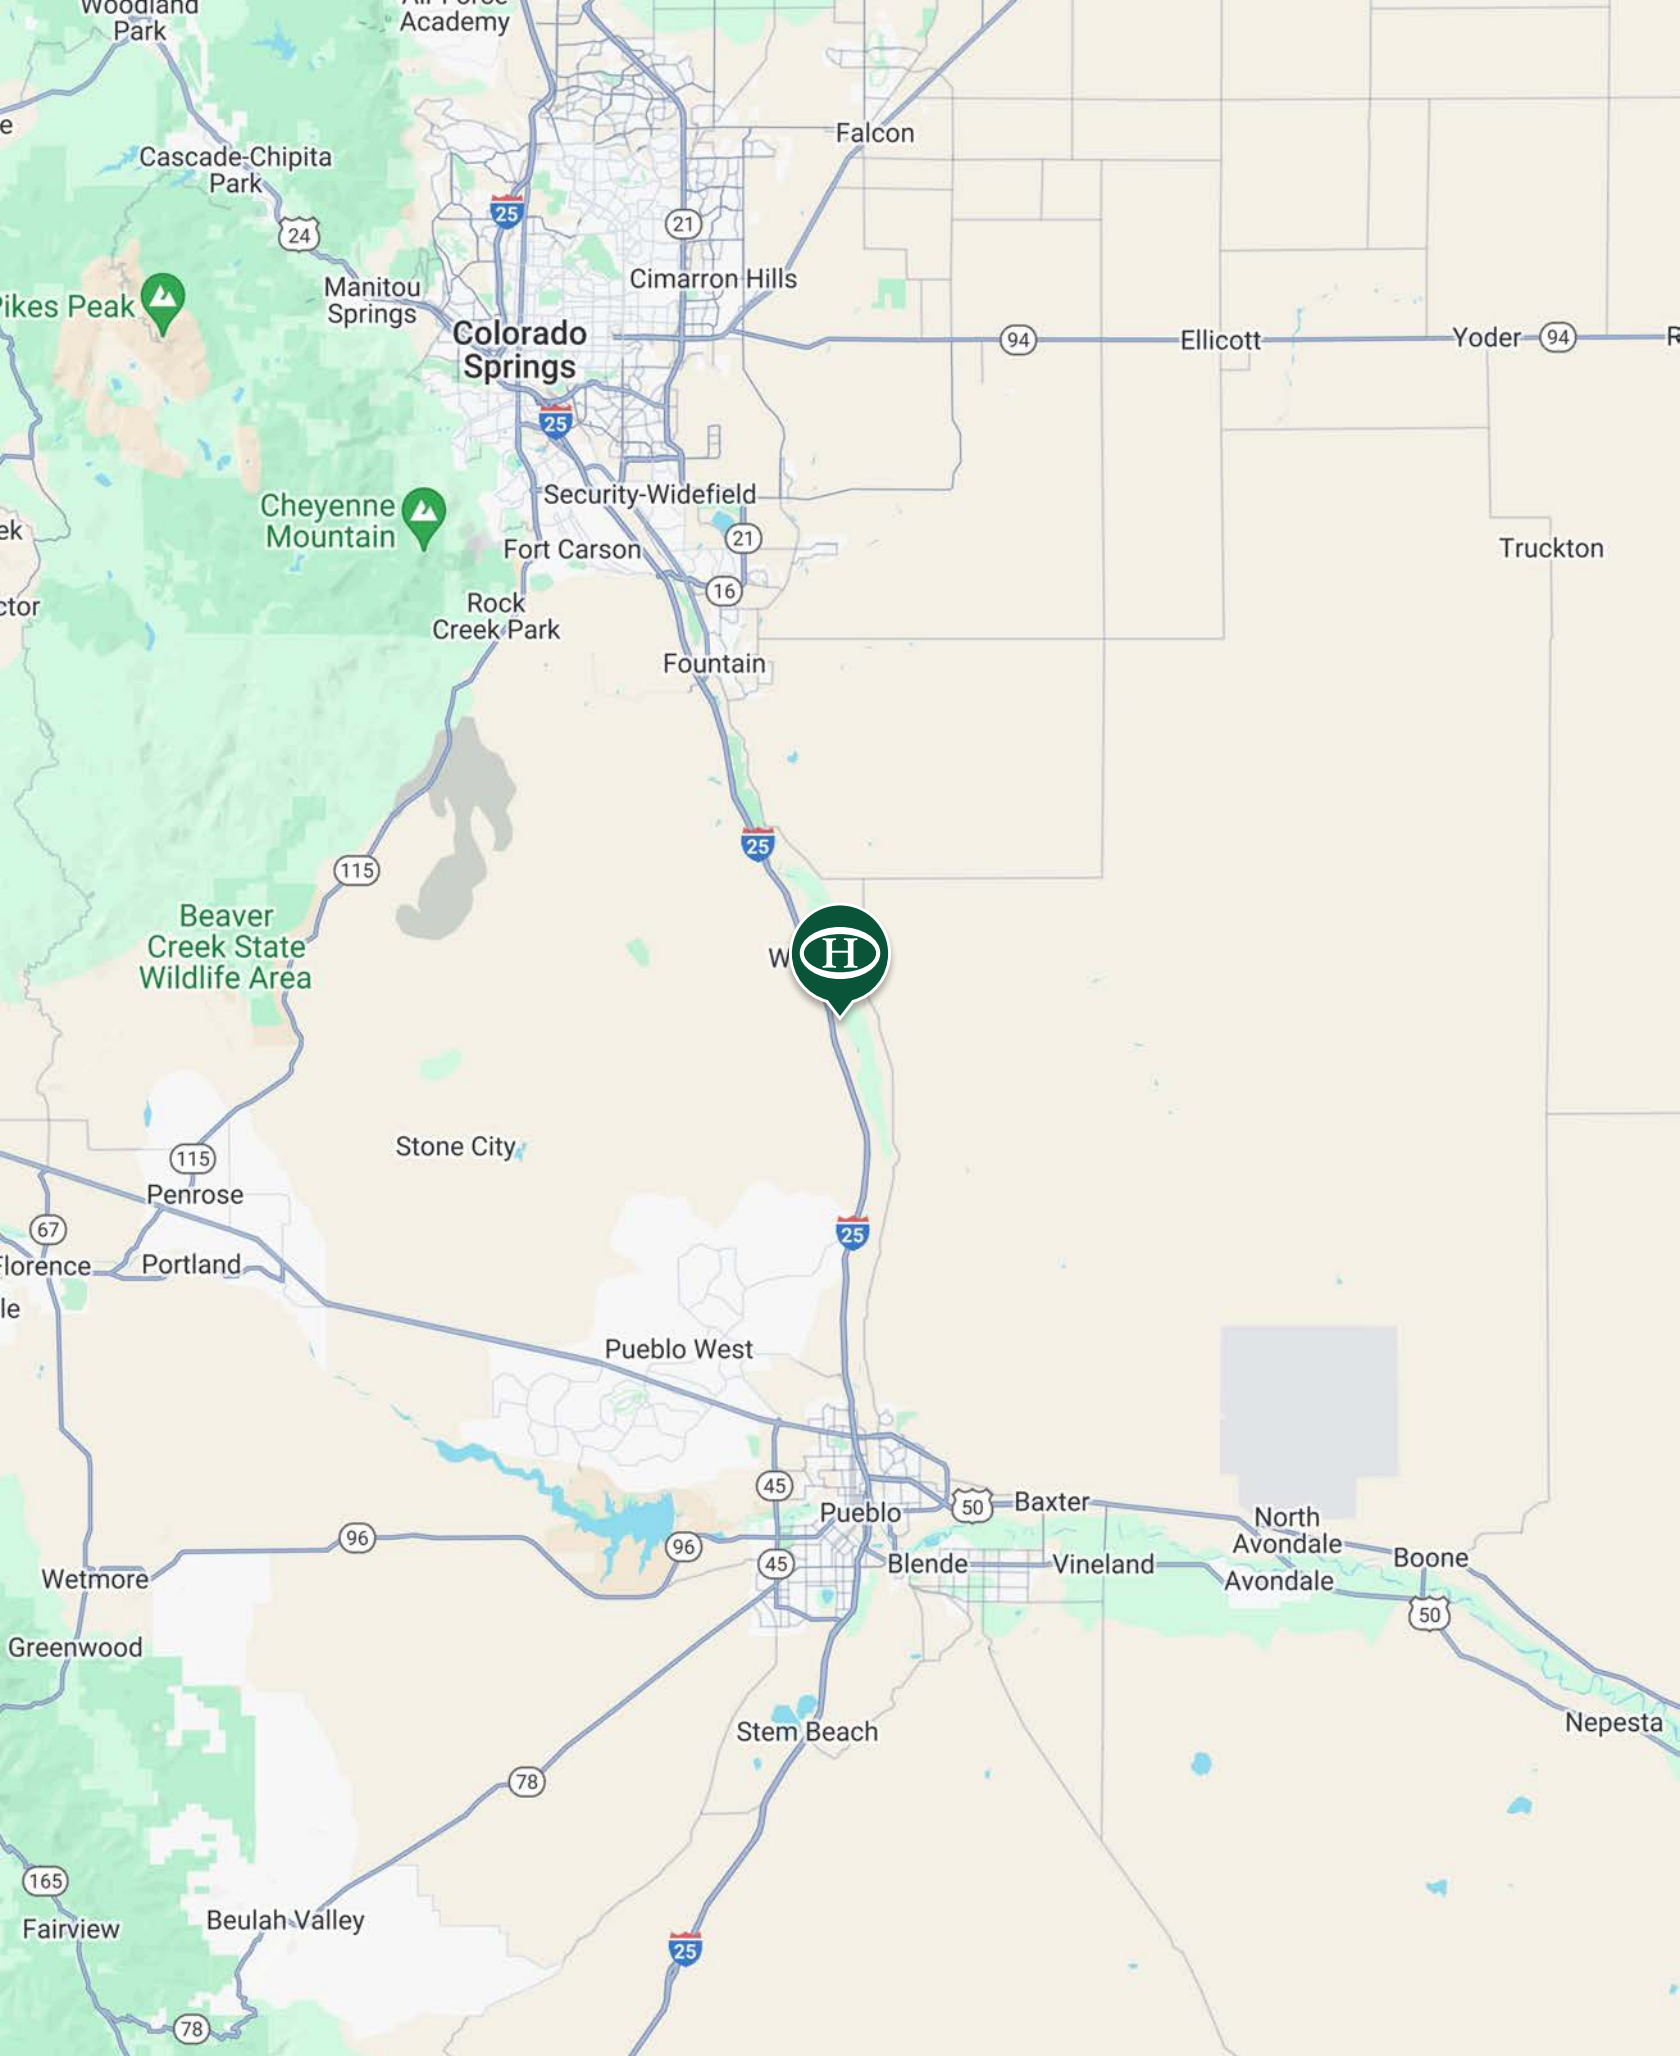 Woodland
Park
Academy
Falcon
Cascade-Chipita
Park
25
21
24
Cimarron Hills
Manitou
Springs
ikes Peak
Colorado
Springs
94
Ellicott
Yoder
94
25
Security-Widefield
Cheyenne
Mountain
21
Fort Carson
Truckton
16
Rock
Creek Park
Fountain
25
115
Beaver
Creek State
Wildlife Area
W
H
Stone City
115
Penrose
67
25
Florence
Portland
le
Pueblo West
45
50
Baxter
Pueblo
North
Avondale
96
96
45
Blende
Vineland
Boone
Wetmore
Avondale
50
Greenwood
Nepesta
Stem Beach
78
165
Beulah Valley
Fairview
25
78